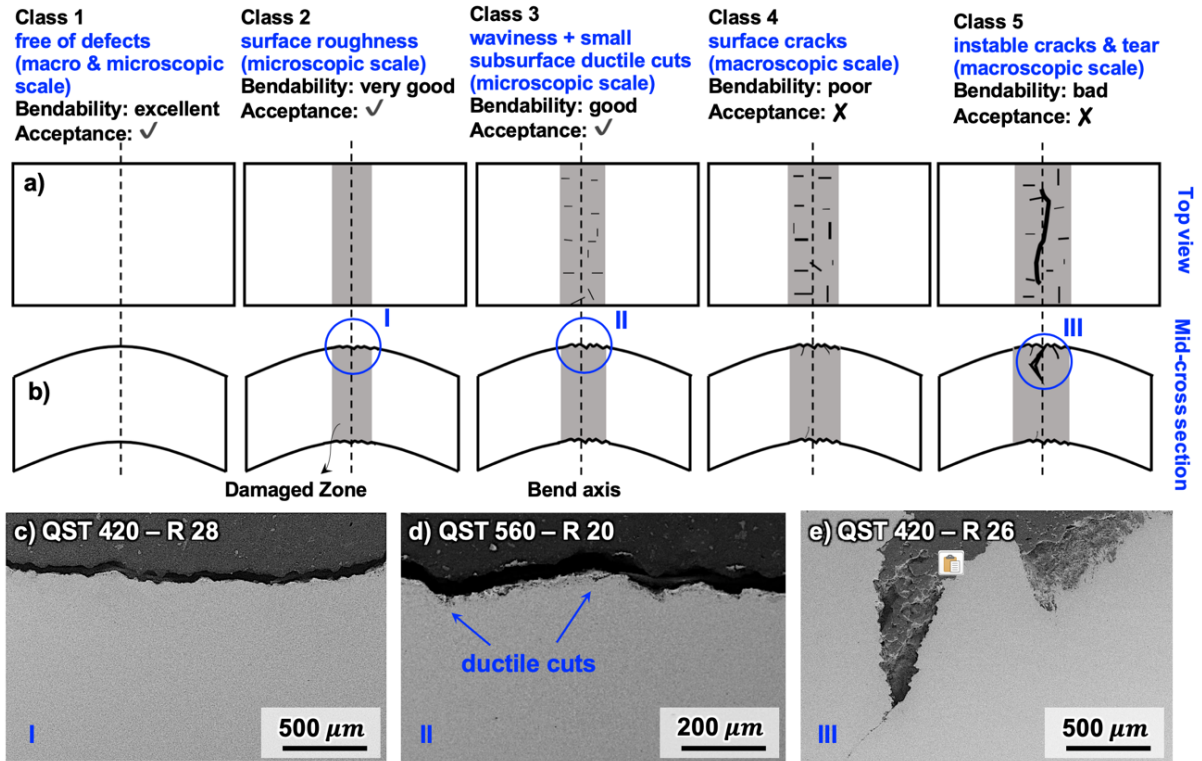 Class 1
free of defects
(macro & microscopic
scale)
Bendability: excellent
Acceptance: ✓
Class 2
surface roughness
(microscopic scale)
Bendability: very good
Acceptance: ✓
Class 3
waviness + small
subsurface ductile cuts
(microscopic scale)
Bendability: good
Acceptance: ✓
Class 4
surface cracks
(macroscopic scale)
Bendability: poor
Acceptance: ✗
Class 5
instable cracks & tear
(macroscopic scale)
Bendability: bad
Acceptance: ✗
a)
Top view
I
II
III
b)
Mid-cross section
Damaged Zone
Bend axis
c) QST 420 – R 28
I
500 μm
d) QST 560 – R 20
ductile cuts
II
200 μm
e) QST 420 – R 26
III
500 μm